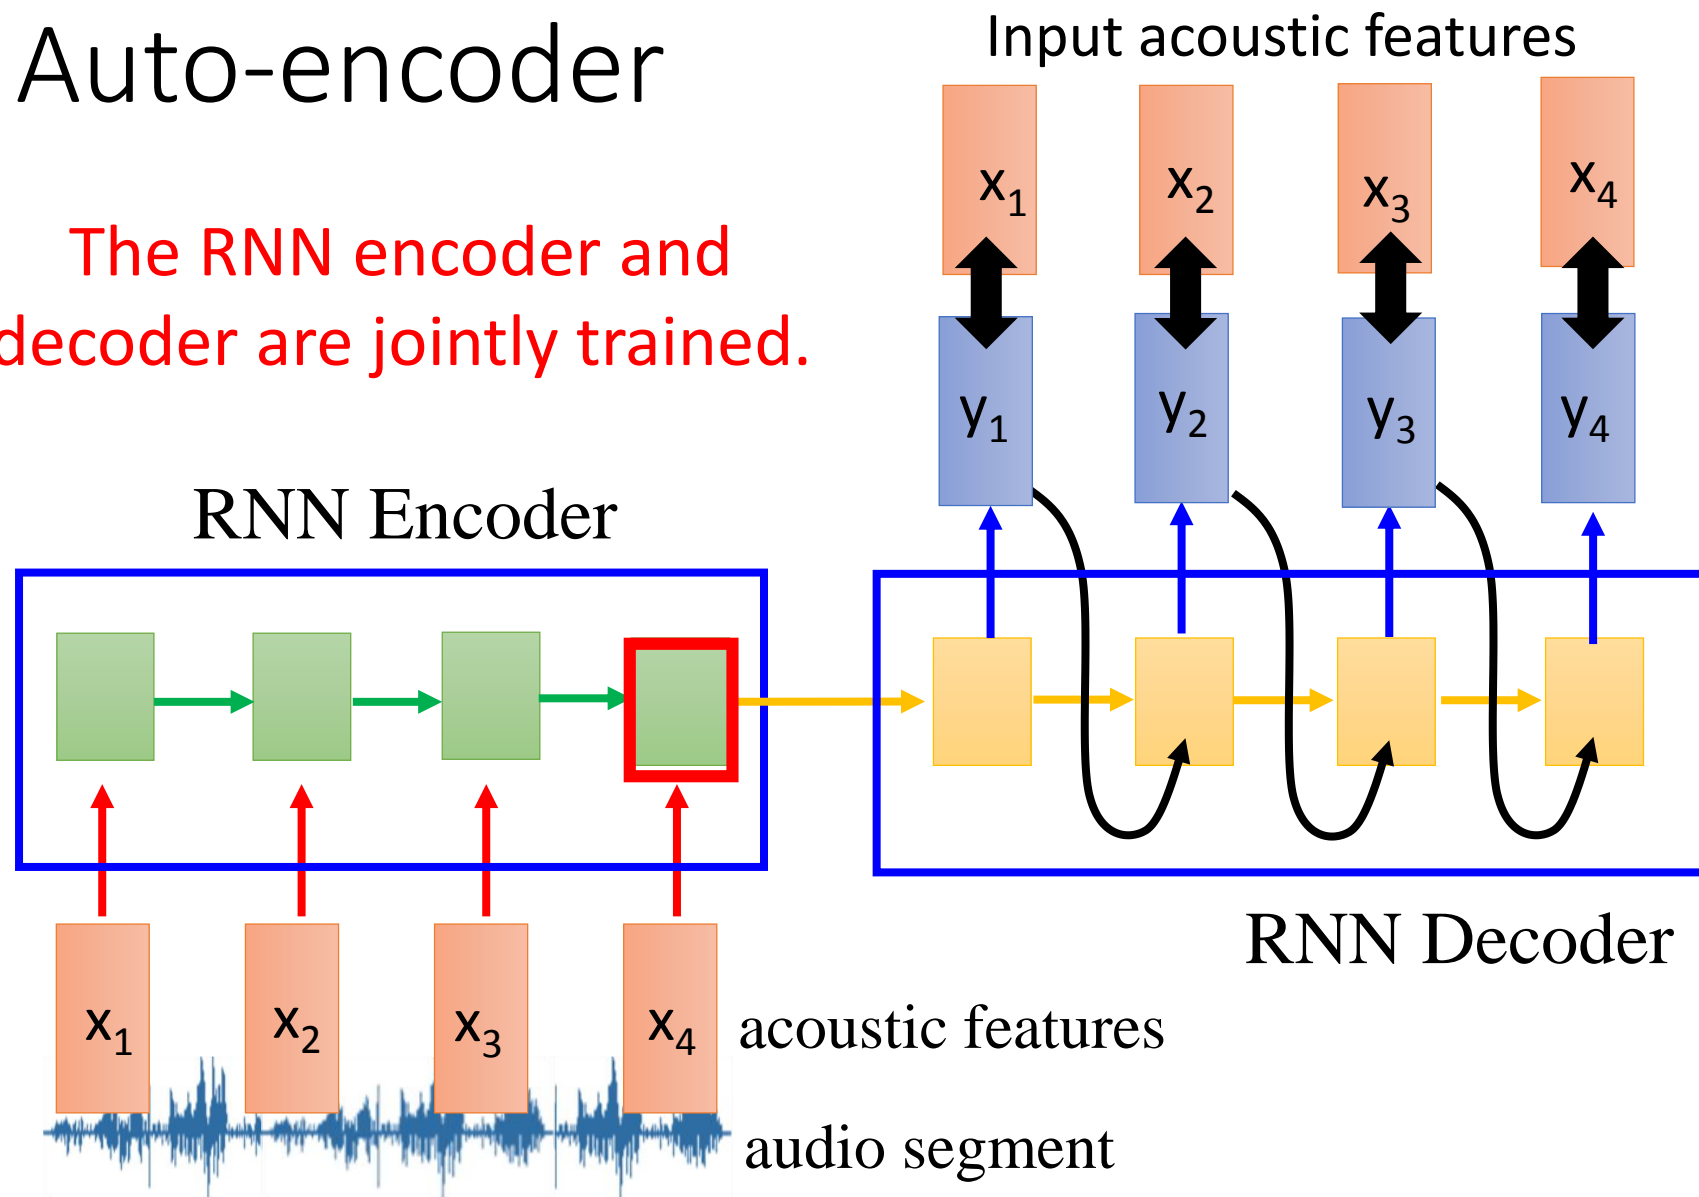 Auto-encoder
Input acoustic features
x1 x2 x3 x4
The RNN encoder and
decoder are jointly trained.
y1 y2 y3 y4
RNN Encoder
RNN Decoder
x1 x2 x3 x4
acoustic features
audio segment